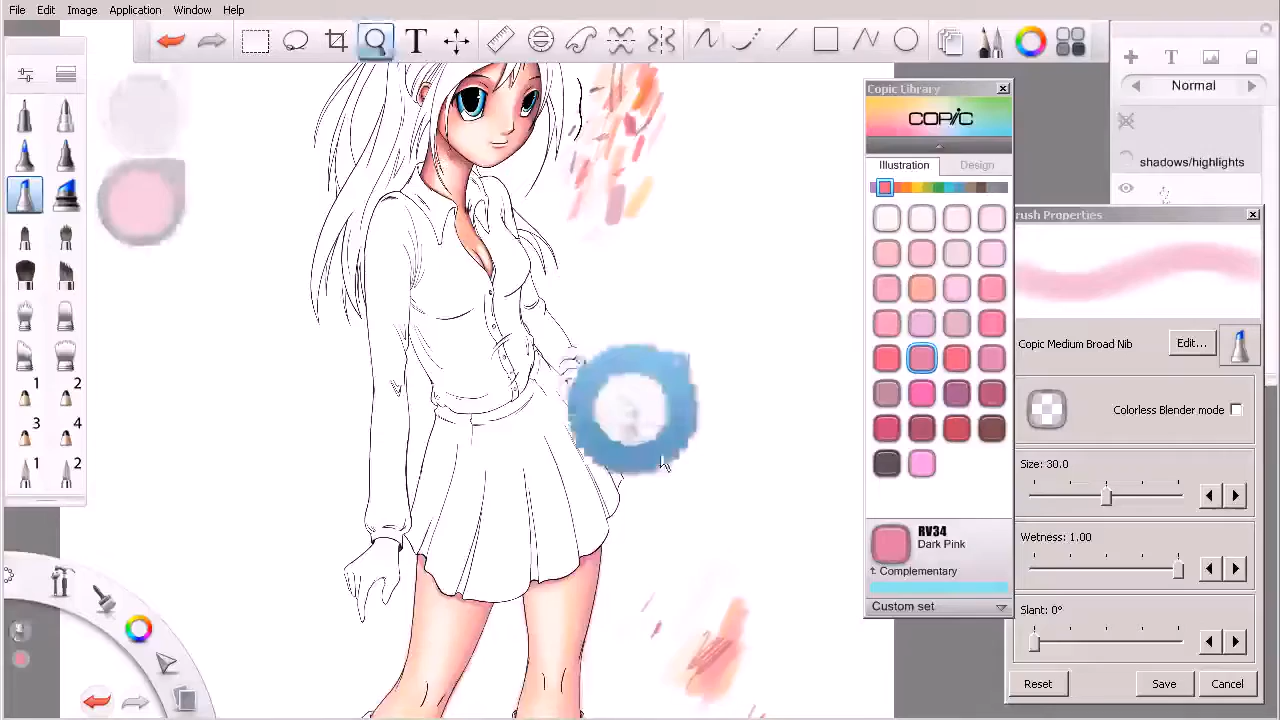 File Edit Image Application Window Help
T
T
Normal
shadows/highlights
1 2
3 4
1 2
Copic Library
COPIC
Illustration Design
RV34
Dark Pink
Complementary
Custom set
rush Properties
Copic Medium Broad Nib Edit...
Colorless Blender mode
Size: 30.0
Wetness: 1.00
Slant: 0°
Reset Save Cancel